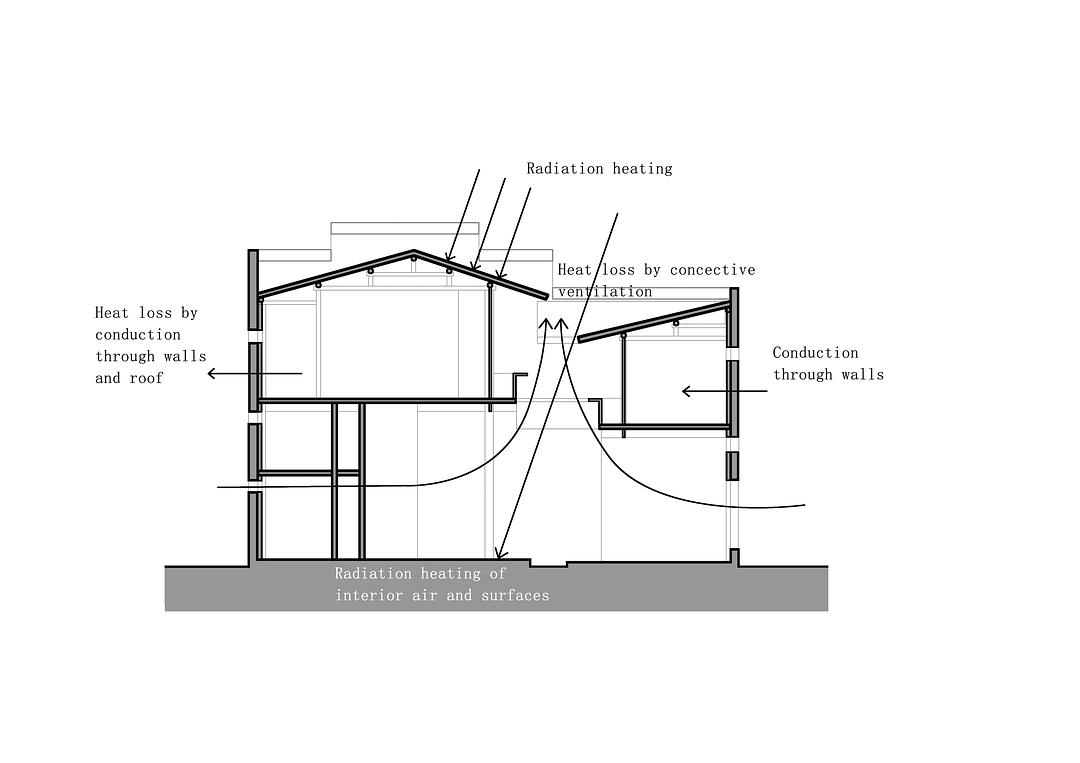 Radiation heating
Heat loss by concective
ventilation
Heat loss by
conduction
through walls
and roof
Conduction
through walls
Radiation heating of
interior air and surfaces